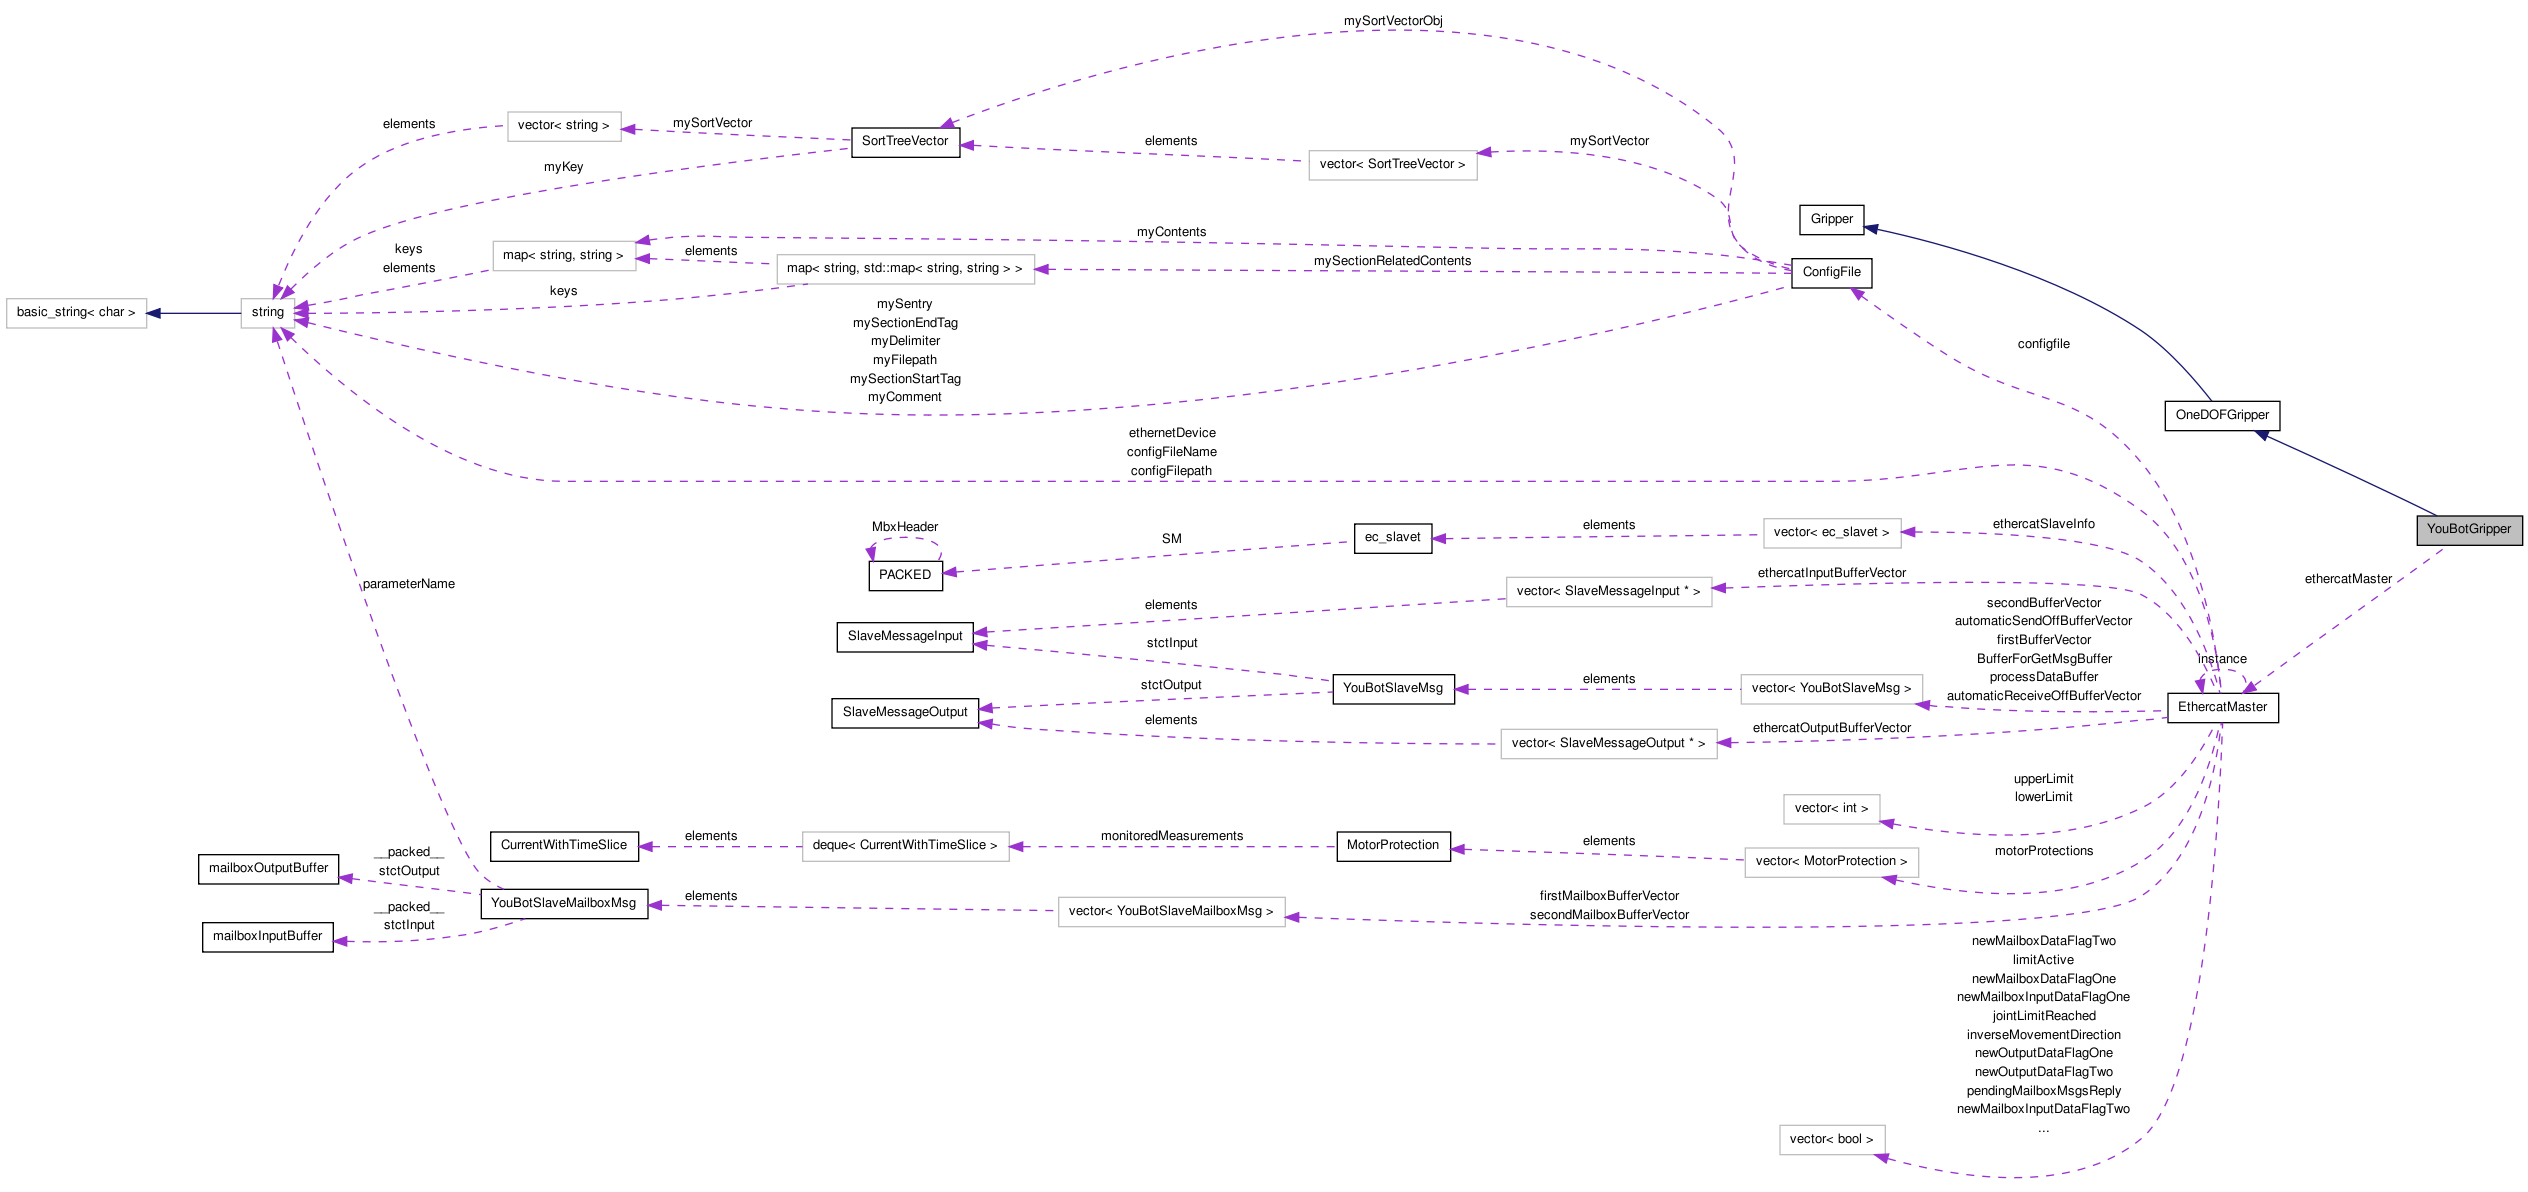 mySortVectorObj
vector< string >
elements
mySortVector
SortTreeVector
elements
vector< SortTreeVector >
mySortVector
myKey
Gripper
keys
elements
map< string, string >
elements
myContents
map< string, std::map< string, string > >
mySectionRelatedContents
ConfigFile
keys
basic_string< char >
string
mySentry
mySectionEndTag
myDelimiter
myFilepath
mySectionStartTag
myComment
configfile
OneDOFGripper
ethernetDevice
configFileName
configFilepath
MbxHeader
PACKED
SM
ec_slavet
elements
vector< ec_slavet >
ethercatSlaveInfo
YouBotGripper
parameterName
ethercatMaster
vector< SlaveMessageInput * >
ethercatInputBufferVector
elements
SlaveMessageInput
stctInput
secondBufferVector
automaticSendOffBufferVector
firstBufferVector
BufferForGetMsgBuffer
processDataBuffer
automaticReceiveOffBufferVector
instance
stctOutput
YouBotSlaveMsg
elements
vector< YouBotSlaveMsg >
EthercatMaster
SlaveMessageOutput
elements
vector< SlaveMessageOutput * >
ethercatOutputBufferVector
upperLimit
lowerLimit
vector< int >
CurrentWithTimeSlice
elements
deque< CurrentWithTimeSlice >
monitoredMeasurements
MotorProtection
elements
vector< MotorProtection >
motorProtections
mailboxOutputBuffer
__packed__
stctOutput
YouBotSlaveMailboxMsg
elements
vector< YouBotSlaveMailboxMsg >
firstMailboxBufferVector
secondMailboxBufferVector
mailboxInputBuffer
__packed__
stctInput
newMailboxDataFlagTwo
limitActive
newMailboxDataFlagOne
newMailboxInputDataFlagOne
jointLimitReached
inverseMovementDirection
newOutputDataFlagOne
newOutputDataFlagTwo
pendingMailboxMsgsReply
newMailboxInputDataFlagTwo
...
vector< bool >